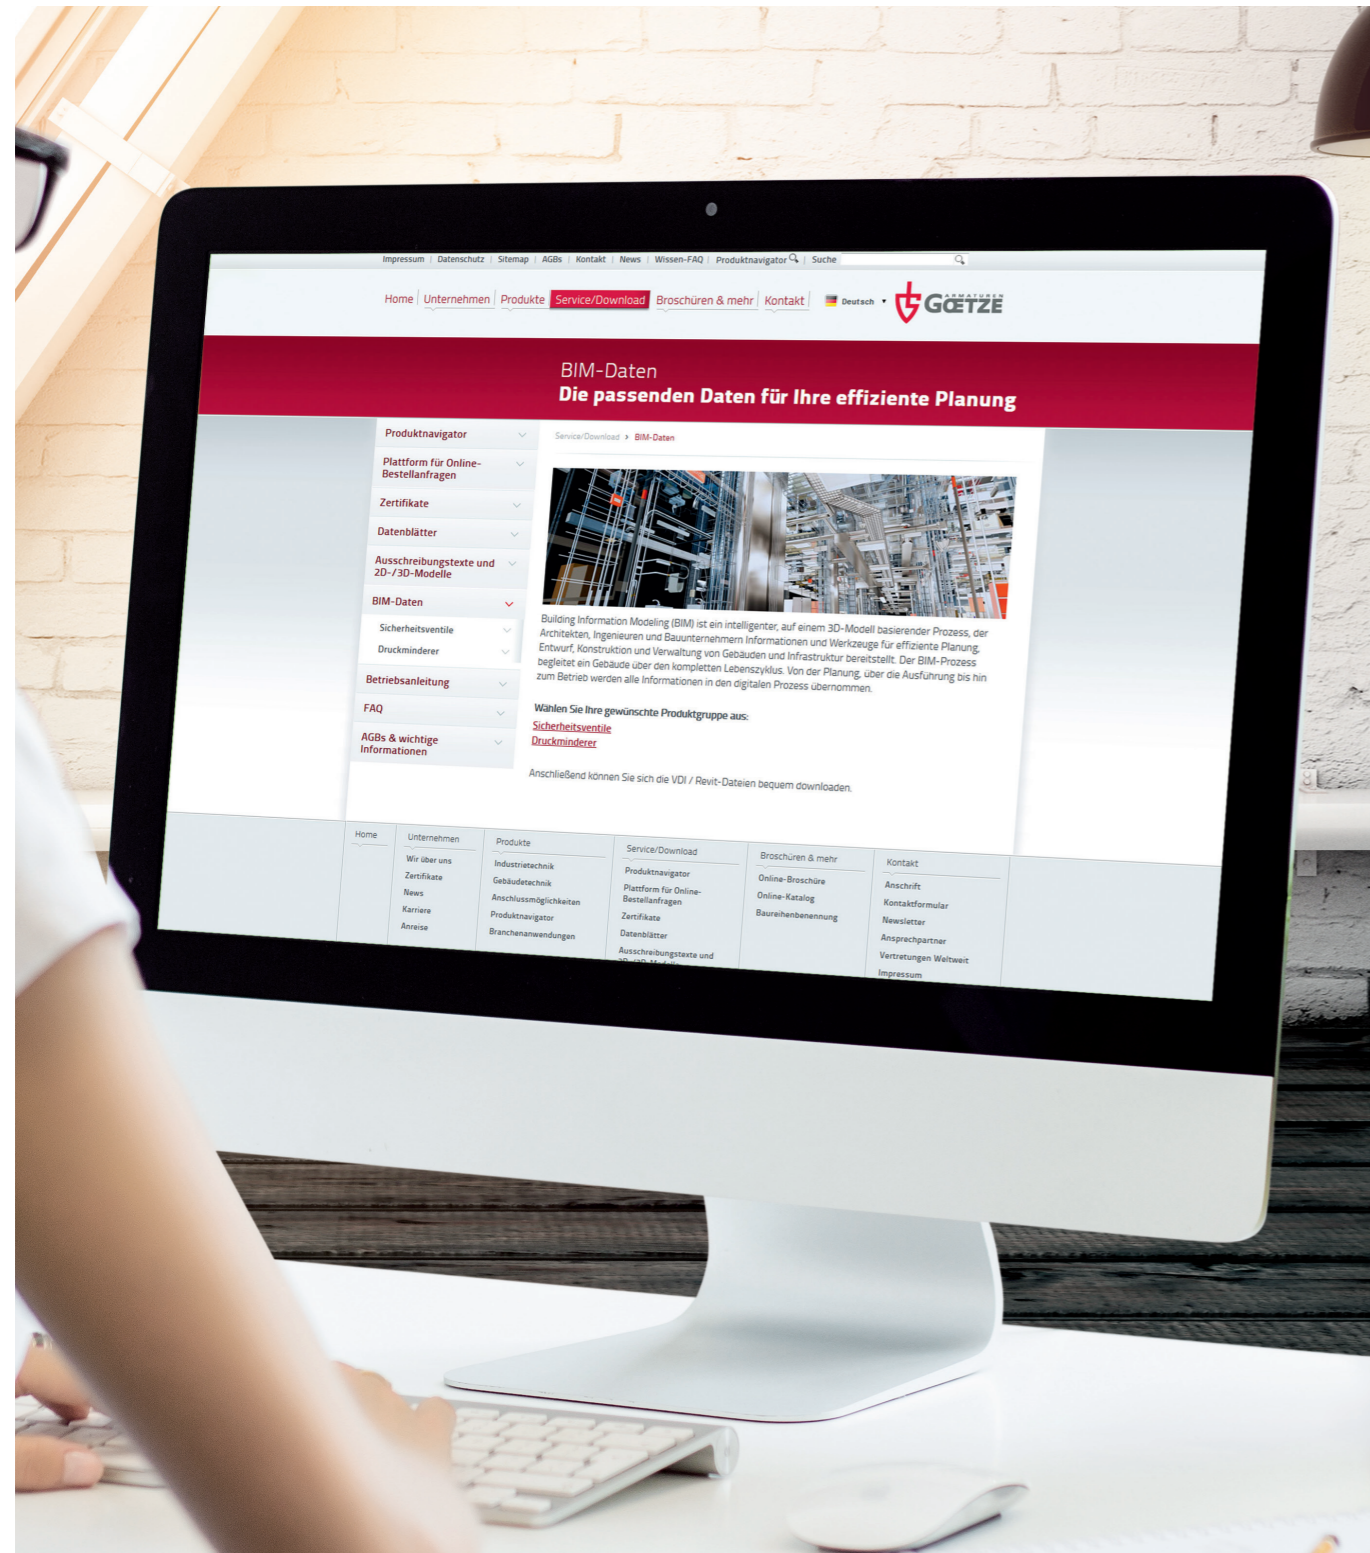 Impressum | Datenschutz | Sitemap | AGBs | Kontakt | News | Wissen-FAQ | Produktnavigator | Suche
Home Unternehmen Produkte Service/Download Broschüren & mehr Kontakt Deutsch
ARMATUREN
GŒTZE
BIM-Daten
Die passenden Daten für Ihre effiziente Planung
Produktnavigator
Plattform für Online-
Bestellanfragen
Zertifikate
Datenblätter
Ausschreibungstexte und
2D-/3D-Modelle
BIM-Daten
Sicherheitsventile
Druckminderer
Betriebsanleitung
FAQ
AGBs & wichtige
Informationen
Service/Download > BIM-Daten
Building Information Modeling (BIM) ist ein intelligenter, auf einem 3D-Modell basierender Prozess, der
Architekten, Ingenieuren und Bauunternehmern Informationen und Werkzeuge für effiziente Planung,
Entwurf, Konstruktion und Verwaltung von Gebäuden und Infrastruktur bereitstellt. Der BIM-Prozess
begleitet ein Gebäude über den kompletten Lebenszyklus. Von der Planung, über die Ausführung bis hin
zum Betrieb werden alle Informationen in den digitalen Prozess übernommen.
Wählen Sie Ihre gewünschte Produktgruppe aus:
Sicherheitsventile
Druckminderer
Anschließend können Sie sich die VDI / Revit-Dateien bequem downloaden.
Home
Unternehmen
Wir über uns
Zertifikate
News
Karriere
Anreise
Produkte
Industrietechnik
Gebäudetechnik
Anschlussmöglichkeiten
Produktnavigator
Branchenanwendungen
Service/Download
Produktnavigator
Plattform für Online-
Bestellanfragen
Zertifikate
Datenblätter
Ausschreibungstexte und
2D-/3D-Modelle
Broschüren & mehr
Online-Broschüre
Online-Katalog
Baureihenbenennung
Kontakt
Anschrift
Kontaktformular
Newsletter
Ansprechpartner
Vertretungen Weltweit
Impressum